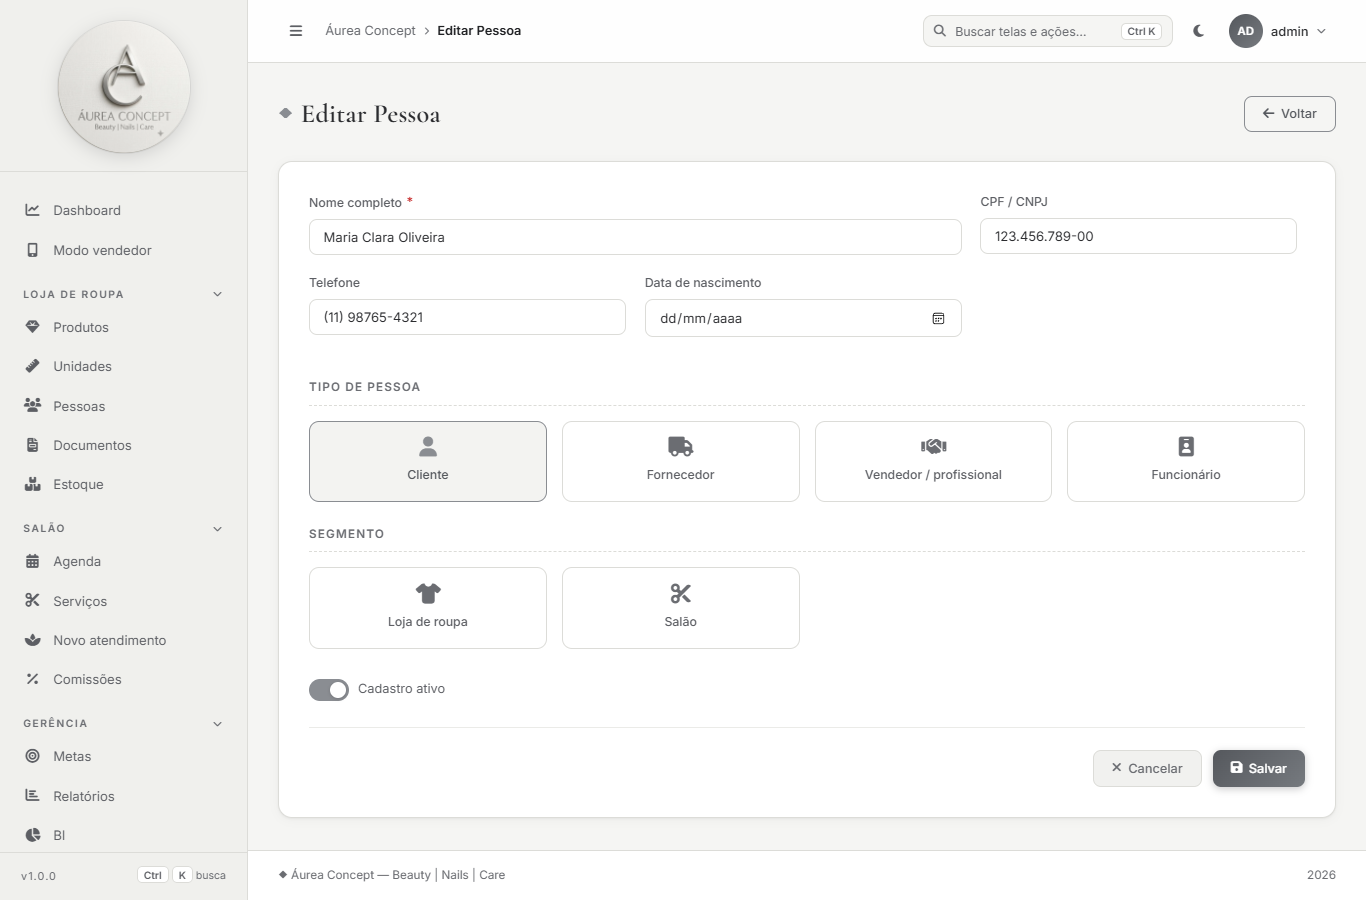 ÁUREA CONCEPT
Beauty | Nails | Care
Dashboard
Modo vendedor
LOJA DE ROUPA
Produtos
Unidades
Pessoas
Documentos
Estoque
SALÃO
Agenda
Serviços
Novo atendimento
Comissões
GERÊNCIA
Metas
Relatórios
BI
v1.0.0 Ctrl K busca
Áurea Concept › Editar Pessoa
Buscar telas e ações... Ctrl K
AD admin
Editar Pessoa
Voltar
Nome completo *
Maria Clara Oliveira
CPF / CNPJ
123.456.789-00
Telefone
(11) 98765-4321
Data de nascimento
dd/mm/aaaa
TIPO DE PESSOA
Cliente
Fornecedor
Vendedor / profissional
Funcionário
SEGMENTO
Loja de roupa
Salão
Cadastro ativo
Cancelar
Salvar
Áurea Concept — Beauty | Nails | Care
2026